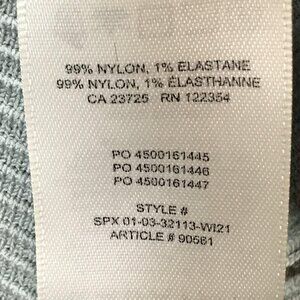 99% NYLON, 1% ELASTANE
99% NYLON, 1% ÉLASTHANNE
CA 23725 RN 122354
PO 4500161445
PO 4500161446
PO 4500161447
STYLE #
SPX 01-03-32113-WI21
ARTICLE # 90561